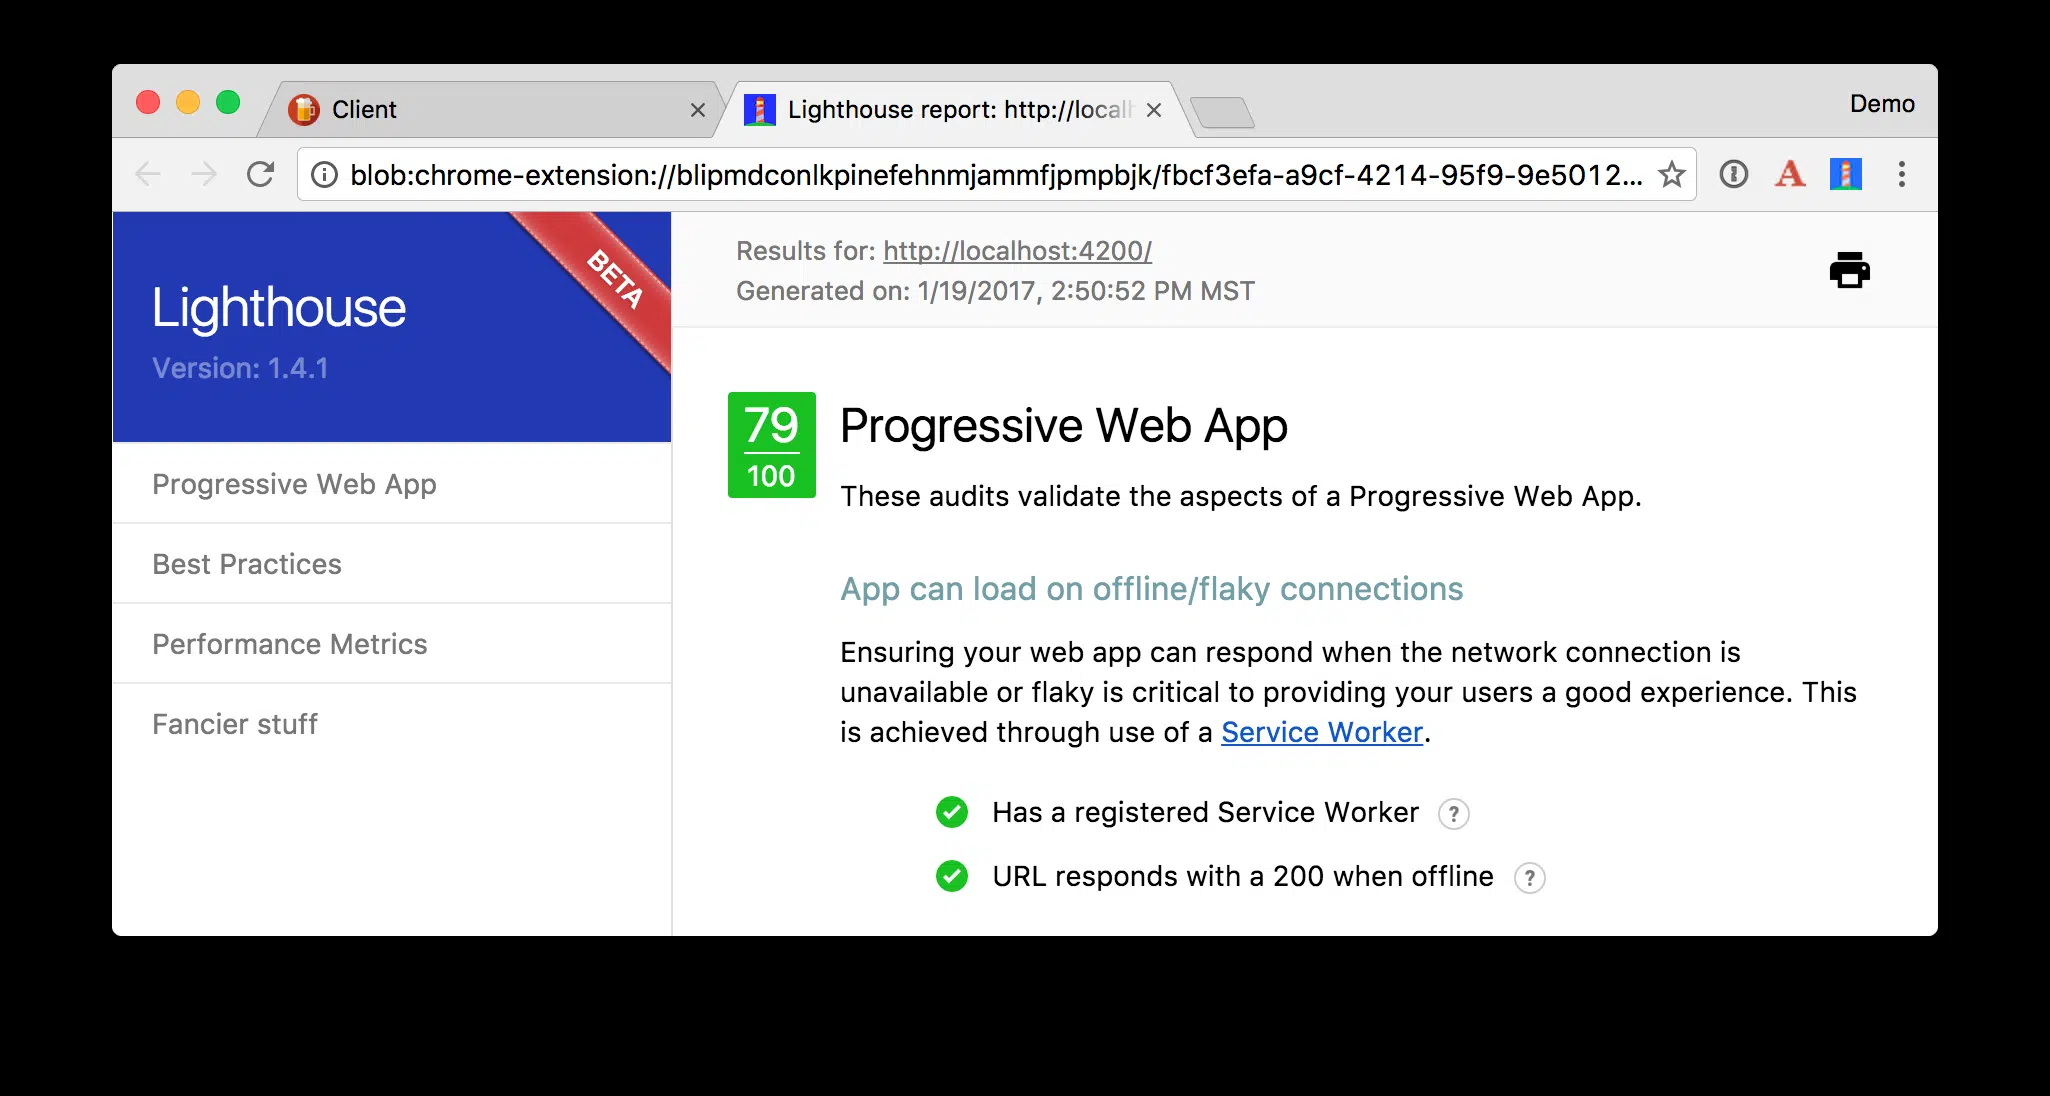 Client
Lighthouse report: http://local
Demo
blob:chrome-extension://blipmdconlkpinefehnmjammfjpmpbjk/fbcf3efa-a9cf-4214-95f9-9e5012...
Lighthouse
Version: 1.4.1
BETA
Progressive Web App
Best Practices
Performance Metrics
Fancier stuff
Results for: http://localhost:4200/
Generated on: 1/19/2017, 2:50:52 PM MST
79
100
Progressive Web App
These audits validate the aspects of a Progressive Web App.
App can load on offline/flaky connections
Ensuring your web app can respond when the network connection is
unavailable or flaky is critical to providing your users a good experience. This
is achieved through use of a Service Worker.
Has a registered Service Worker ?
URL responds with a 200 when offline ?